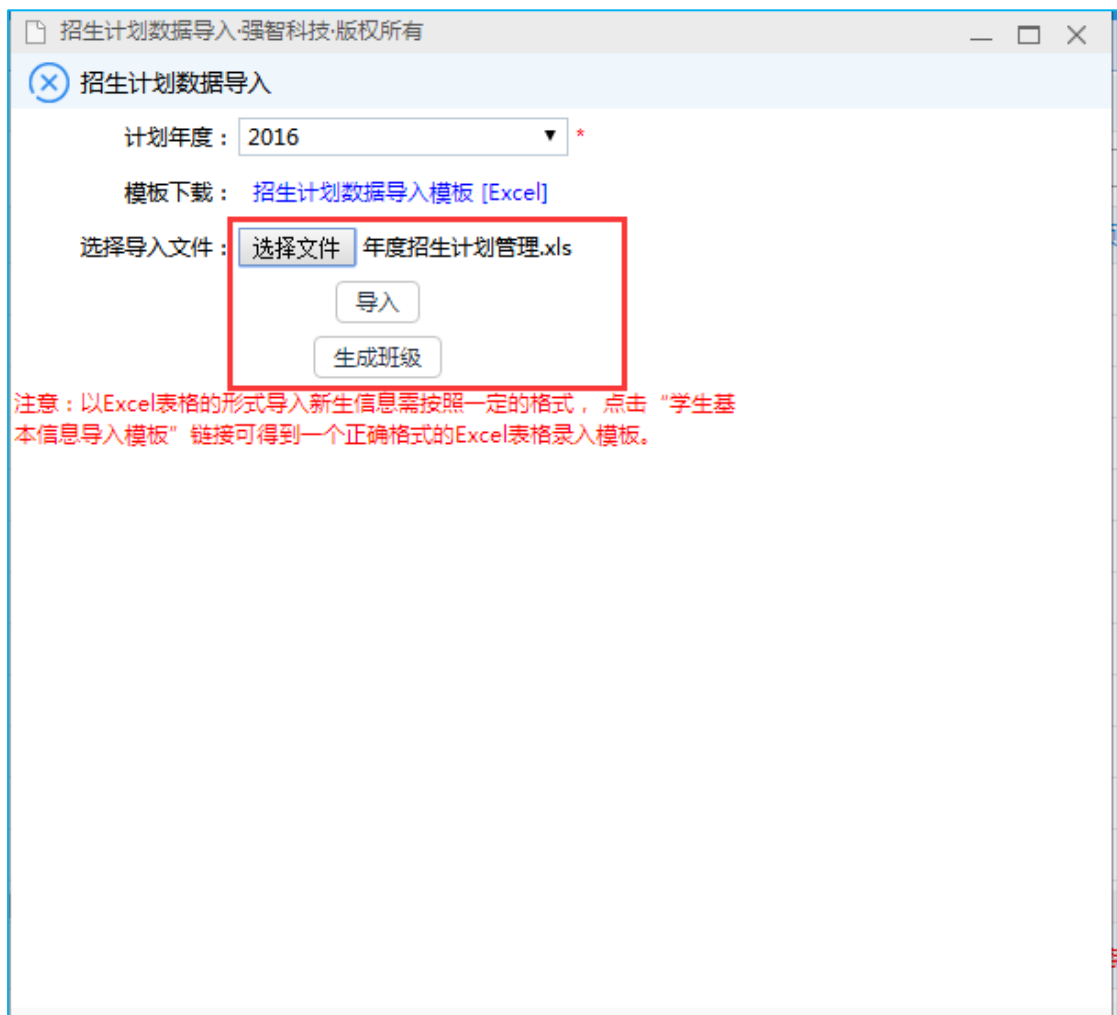 招生计划数据导入·强智科技·版权所有
招生计划数据导入
计划年度： 2016 *
模板下载： 招生计划数据导入模板 [Excel]
选择导入文件： 选择文件 年度招生计划管理.xls
导入
生成班级
注意：以Excel表格的形式导入新生信息需按照一定的格式， 点击“学生基
本信息导入模板”链接可得到一个正确格式的Excel表格录入模板。